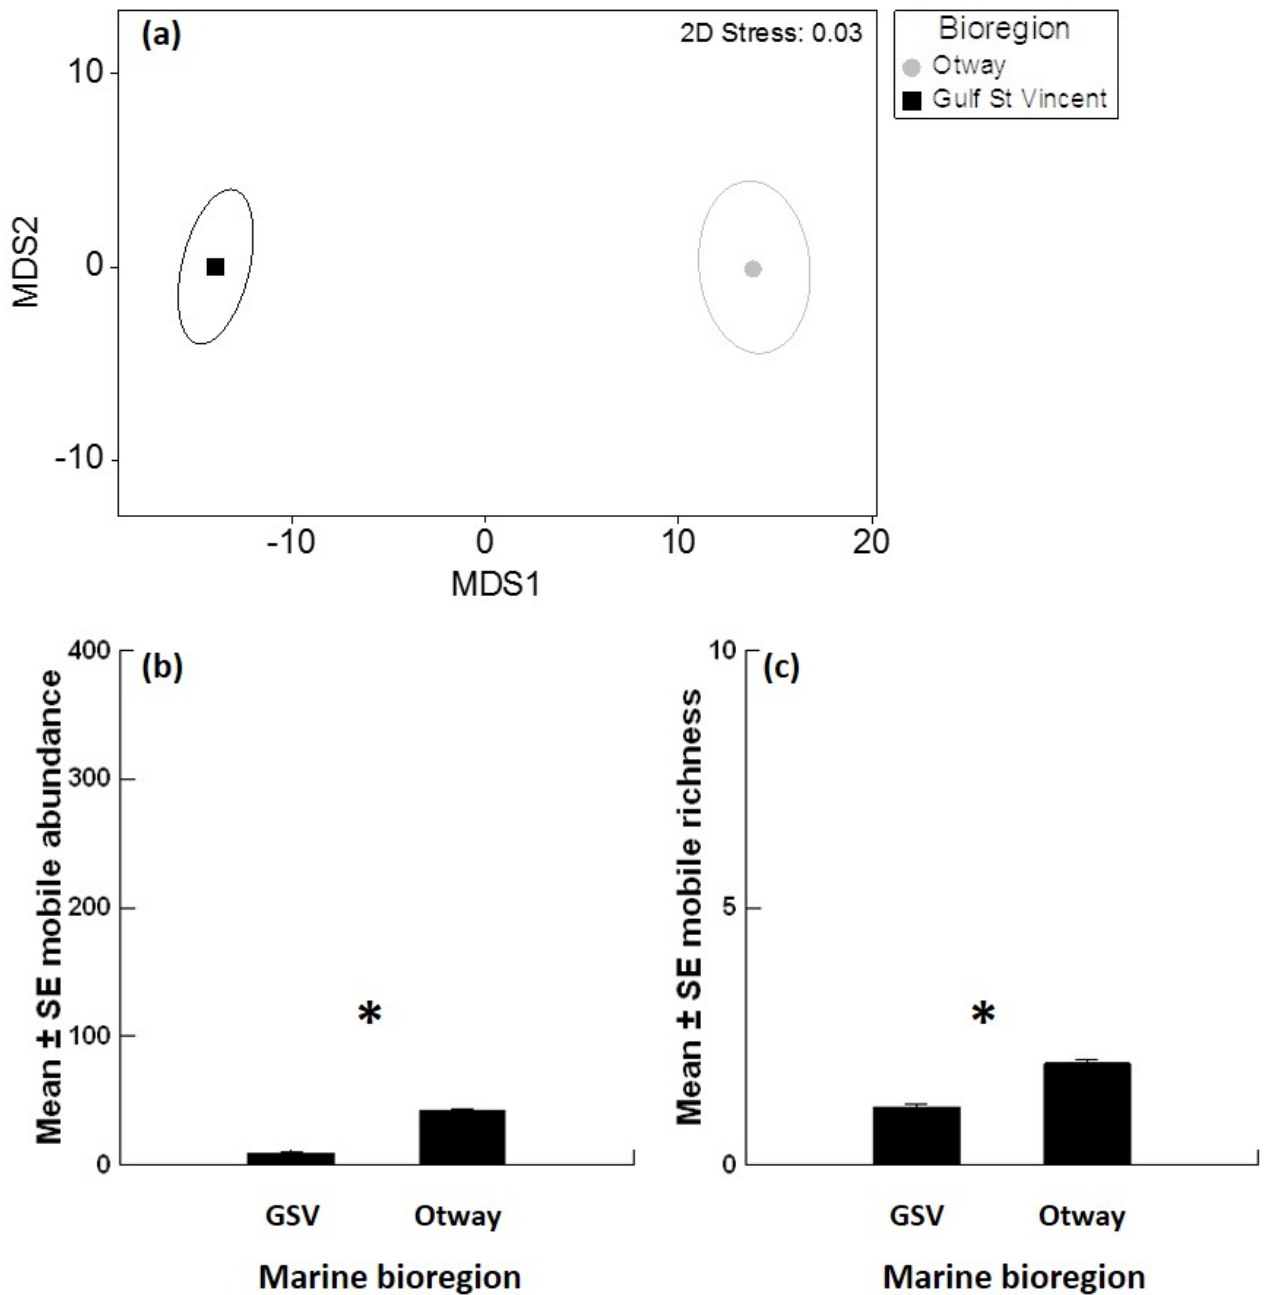 (a)
2D Stress: 0.03
Bioregion
Otway
Gulf St Vincent
10
0
-10
MDS2
-10 0 10 20
MDS1
(b)
400
300
200
100
0
Mean ± SE mobile abundance
*
GSV Otway
Marine bioregion
(c)
10
5
0
Mean ± SE mobile richness
*
GSV Otway
Marine bioregion